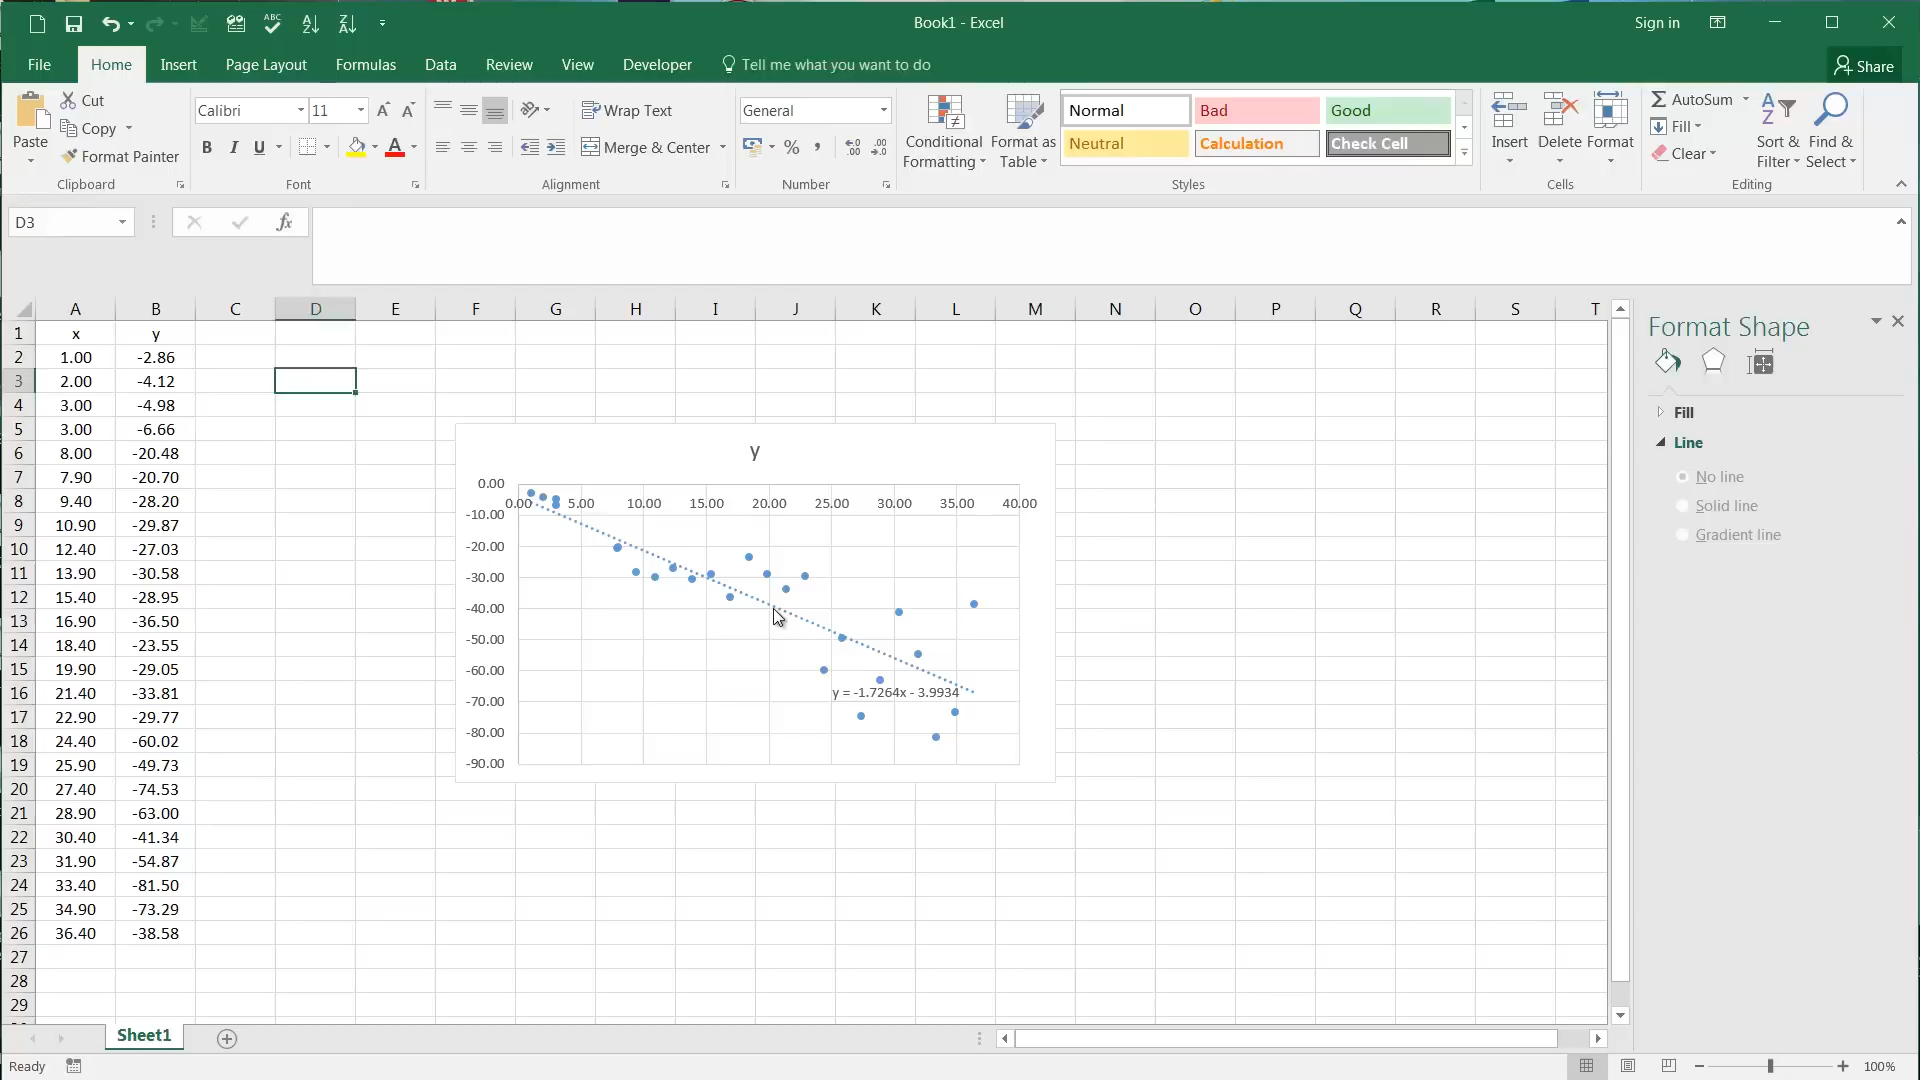 Book1 - Excel
Sign in
File Home Insert Page Layout Formulas Data Review View Developer Tell me what you want to do Share
Cut
Copy
Format Painter
Paste
Clipboard
Calibri 11
B I U
Font
Wrap Text
Merge & Center
Alignment
General
%
Number
Conditional Formatting
Format as Table
Normal Bad Good
Neutral Calculation Check Cell
Styles
Insert Delete Format
Cells
AutoSum
Fill
Clear
Sort & Filter
Find & Select
Editing
D3
fx
A B C D E F G H I J K L M N O P Q R S T
1 x y
2 1.00 -2.86
3 2.00 -4.12
4 3.00 -4.98
5 3.00 -6.66
6 8.00 -20.48
7 7.90 -20.70
8 9.40 -28.20
9 10.90 -29.87
10 12.40 -27.03
11 13.90 -30.58
12 15.40 -28.95
13 16.90 -36.50
14 18.40 -23.55
15 19.90 -29.05
16 21.40 -33.81
17 22.90 -29.77
18 24.40 -60.02
19 25.90 -49.73
20 27.40 -74.53
21 28.90 -63.00
22 30.40 -41.34
23 31.90 -54.87
24 33.40 -81.50
25 34.90 -73.29
26 36.40 -38.58
27
28
29
y
0.00
0.00 5.00 10.00 15.00 20.00 25.00 30.00 35.00 40.00
-10.00
-20.00
-30.00
-40.00
-50.00
-60.00
-70.00
-80.00
-90.00
y = -1.7264x - 3.9934
Format Shape
Fill
Line
No line
Solid line
Gradient line
Sheet1
Ready
100%